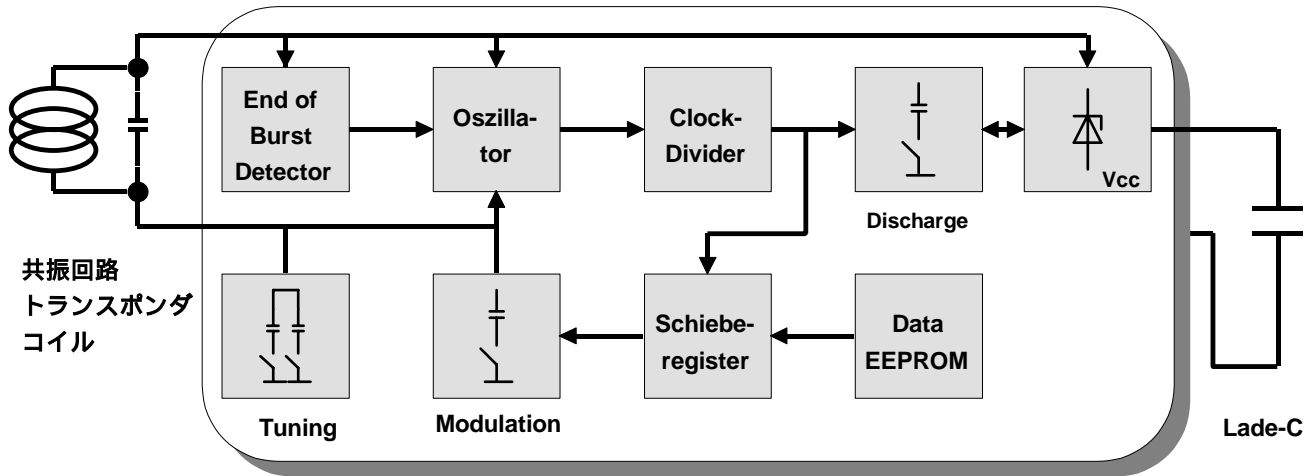 End of
Burst
Detector
Oszilla-
tor
Clock-
Divider
Vcc
Discharge
共振回路
トランスポンダ
コイル
Schiebe-
register
Data
EEPROM
Tuning
Modulation
Lade-C